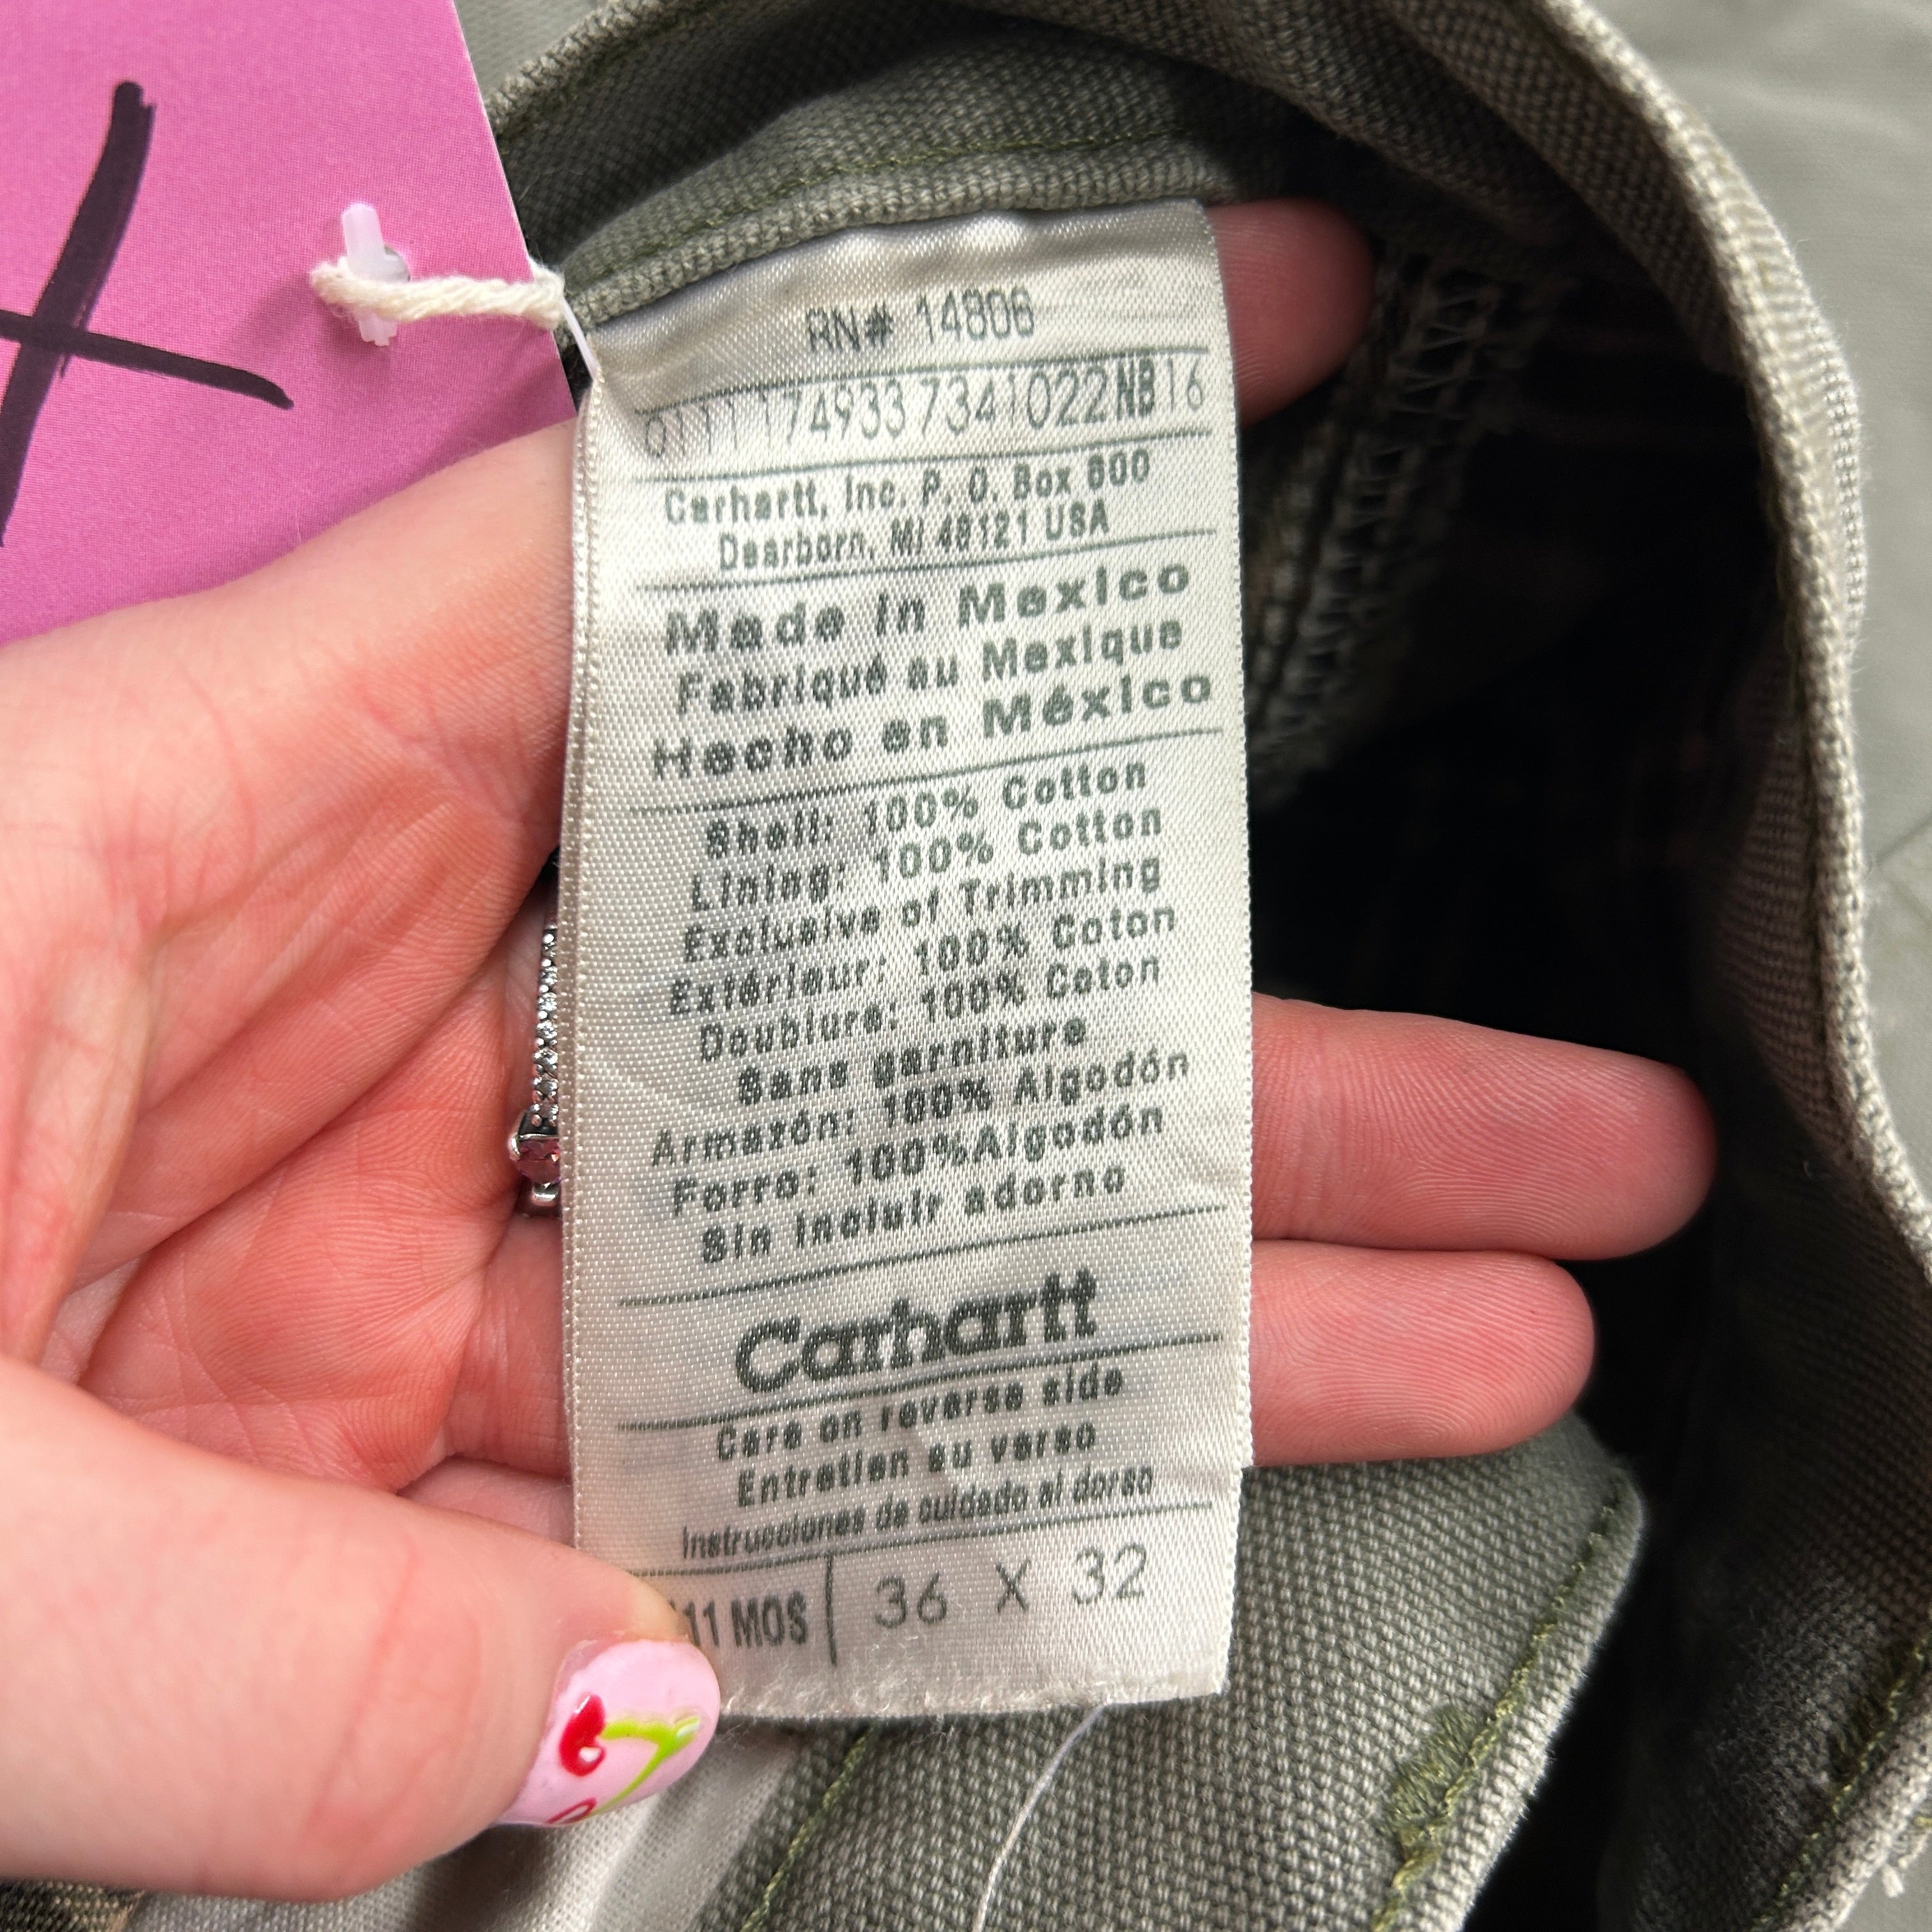 RN# 14806
01111749337341022NB16
Carhartt, Inc. P. O. Box 600
Dearborn, MI 48121 USA
Made in Mexico
Fabriqué au Mexique
Hecho en México
Shell: 100% Cotton
Lining: 100% Cotton
Exclusive of Trimming
Extérieur: 100% Coton
Doublure: 100% Coton
Sans garniture
Armazón: 100% Algodón
Forro: 100%Algodón
Sin incluir adorno
Carhartt
Care on reverse side
Entretien au verso
Instrucciones de cuidado al dorso
11 MOS 36 X 32